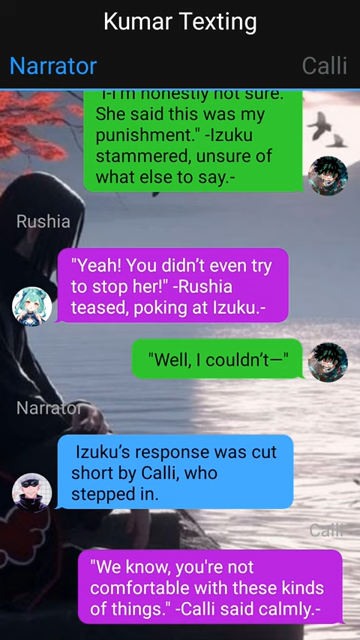 Kumar Texting
Narrator
Calli
"I-I'm honestly not sure.
She said this was my
punishment." -Izuku
stammered, unsure of
what else to say.-
Rushia
"Yeah! You didn't even try
to stop her!" -Rushia
teased, poking at Izuku.-
"Well, I couldn't—"
Narrator
Izuku's response was cut
short by Calli, who
stepped in.
Calli
"We know, you're not
comfortable with these kinds
of things." -Calli said calmly.-